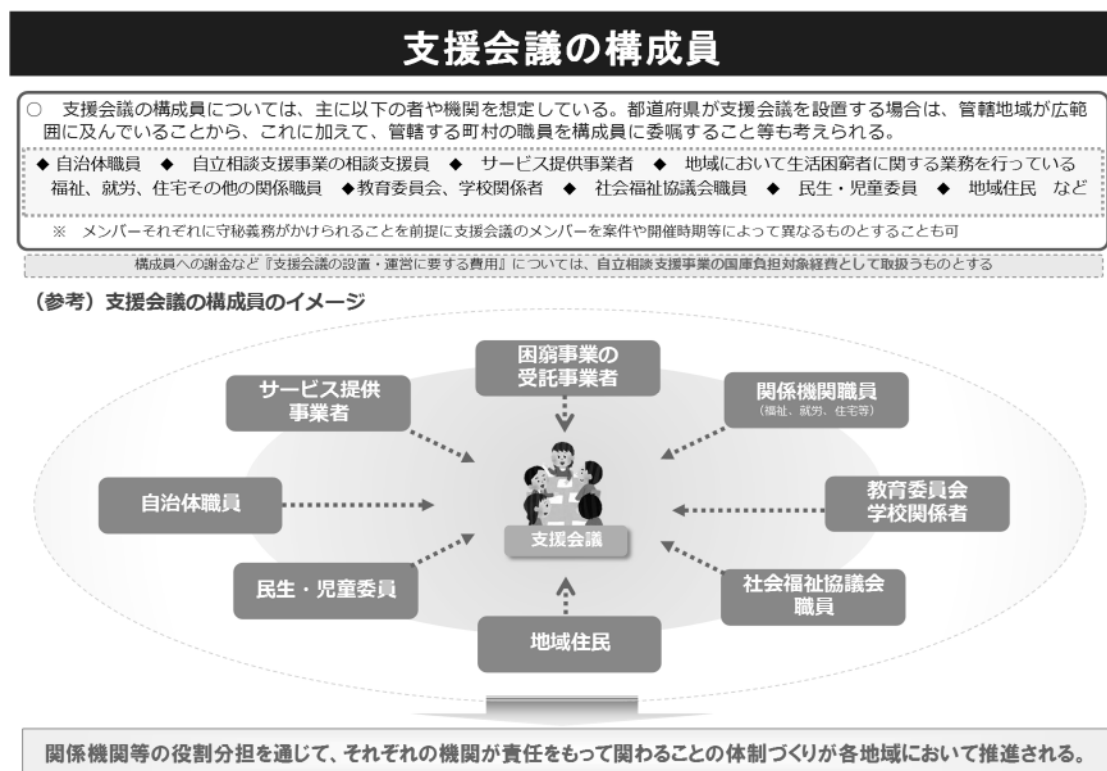 支援会議の構成員
○　支援会議の構成員については、主に以下の者や機関を想定している。都道府県が支援会議を設置する場合は、管轄地域が広範
囲に及んでいることから、これに加えて、管轄する町村の職員を構成員に委嘱すること等も考えられる。
◆ 自治体職員　◆　自立相談支援事業の相談支援員　◆　サービス提供事業者　◆　地域において生活困窮者に関する業務を行っている
福祉、就労、住宅その他の関係職員　◆教育委員会、学校関係者　◆　社会福祉協議会職員　◆　民生・児童委員　◆　地域住民　など
※　メンバーそれぞれに守秘義務がかけられることを前提に支援会議のメンバーを案件や開催時期等によって異なるものとすることも可
構成員への謝金など『支援会議の設置・運営に要する費用』については、自立相談支援事業の国庫負担対象経費として取扱うものとする
（参考）支援会議の構成員のイメージ
困窮事業の
受託事業者
サービス提供
事業者
関係機関職員
（福祉、就労、住宅等）
自治体職員
教育委員会
学校関係者
支援会議
民生・児童委員
社会福祉協議会
職員
地域住民
関係機関等の役割分担を通じて、それぞれの機関が責任をもって関わることの体制づくりが各地域において推進される。